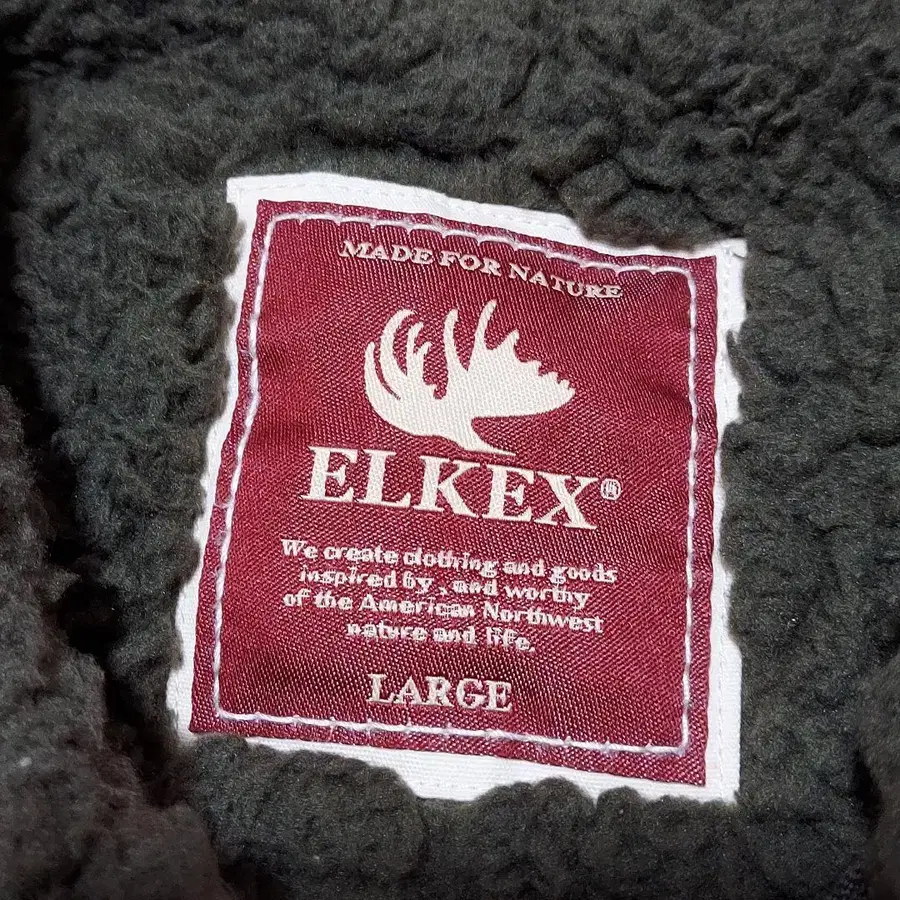 MADE FOR NATURE
ELKEX®
We create clothing and goods
inspired by , and worthy
of the American Northwest
nature and life.
LARGE